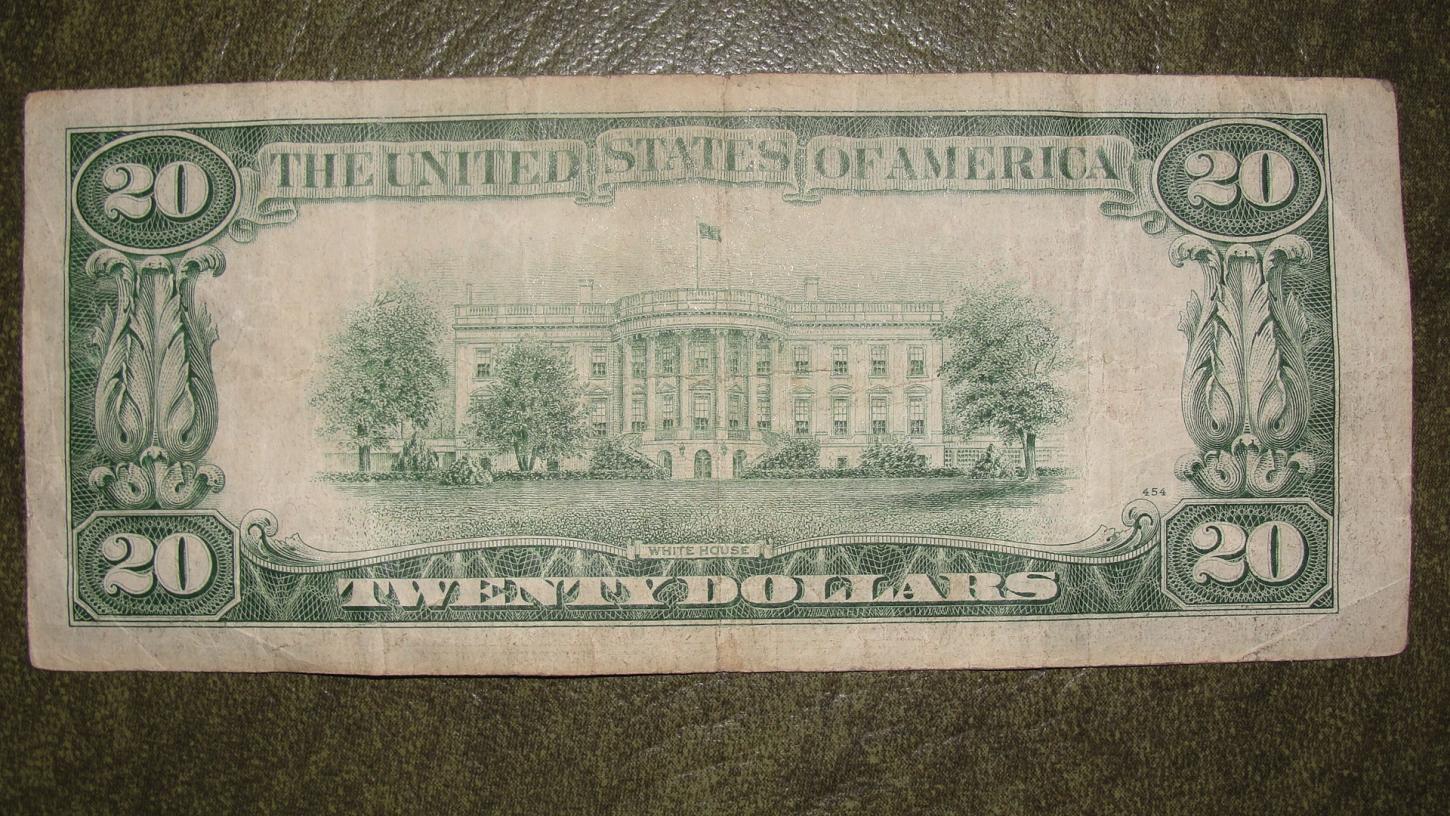 20 THE UNITED STATES OF AMERICA 20
454
WHITE HOUSE
20 TWENTY DOLLARS 20